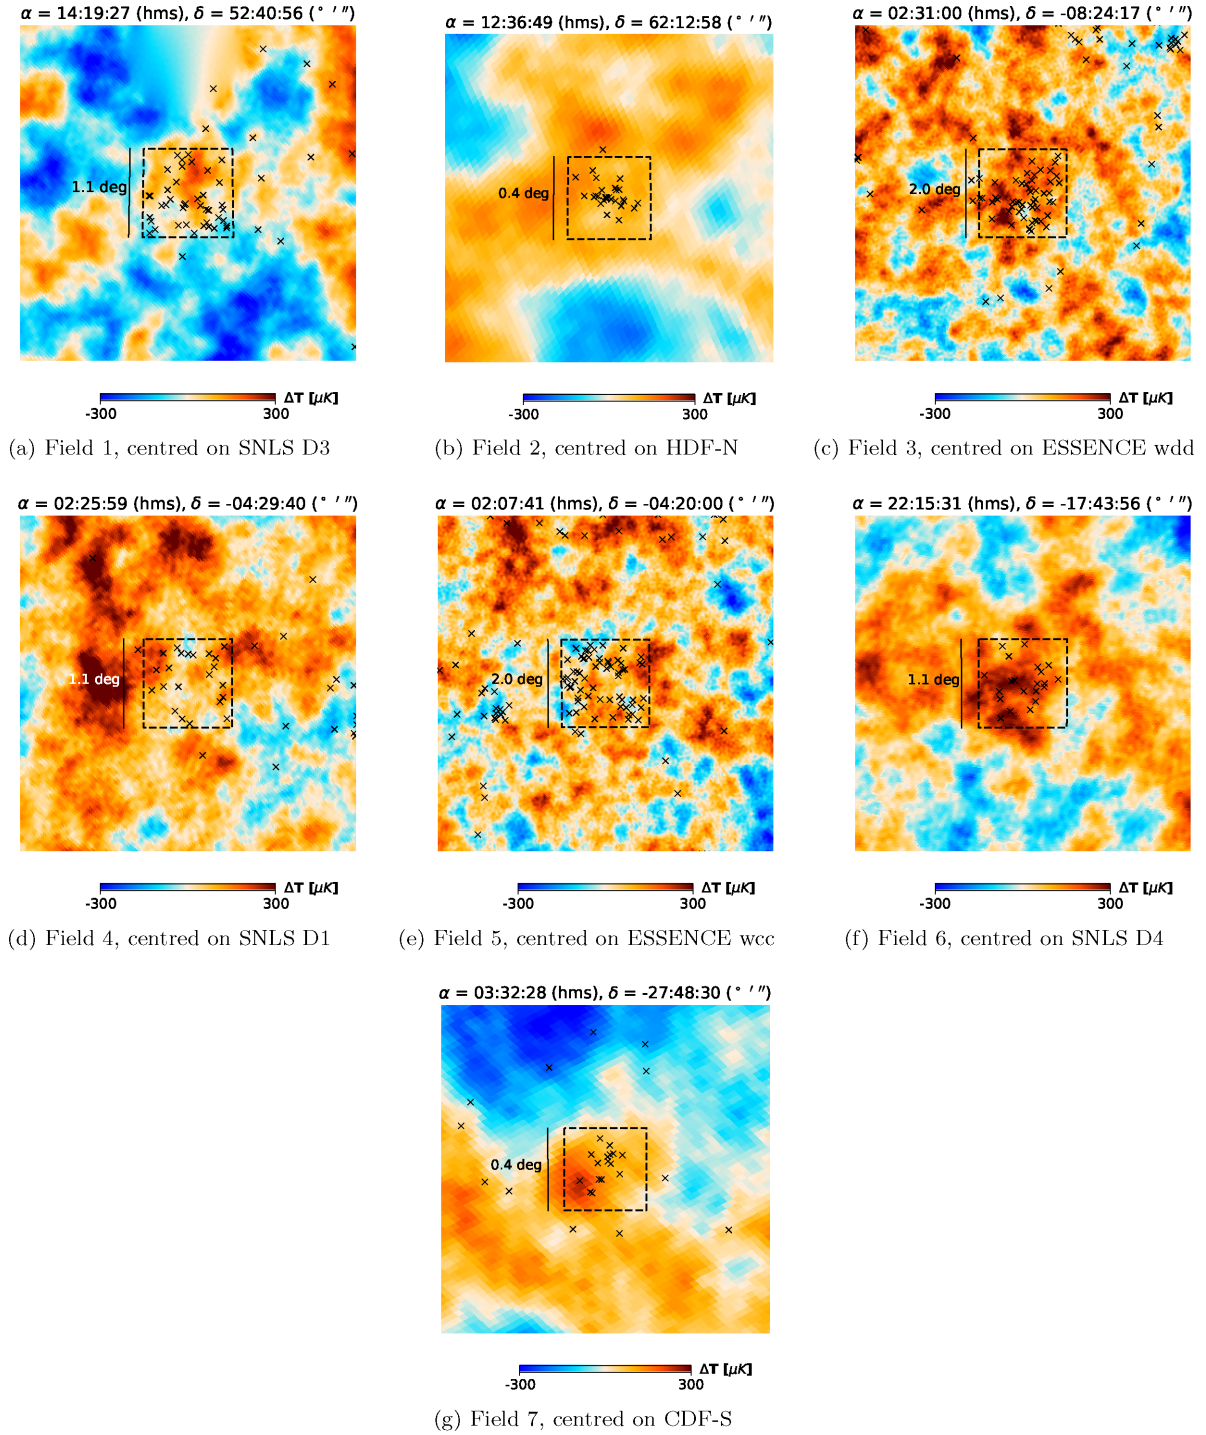 α = 14:19:27 (hms), δ = 52:40:56 (° ′ ″)
1.1 deg
-300 300 ΔT [μK]
(a) Field 1, centred on SNLS D3
α = 12:36:49 (hms), δ = 62:12:58 (° ′ ″)
0.4 deg
-300 300 ΔT [μK]
(b) Field 2, centred on HDF-N
α = 02:31:00 (hms), δ = -08:24:17 (° ′ ″)
2.0 deg
-300 300 ΔT [μK]
(c) Field 3, centred on ESSENCE wdd
α = 02:25:59 (hms), δ = -04:29:40 (° ′ ″)
1.1 deg
-300 300 ΔT [μK]
(d) Field 4, centred on SNLS D1
α = 02:07:41 (hms), δ = -04:20:00 (° ′ ″)
2.0 deg
-300 300 ΔT [μK]
(e) Field 5, centred on ESSENCE wcc
α = 22:15:31 (hms), δ = -17:43:56 (° ′ ″)
1.1 deg
-300 300 ΔT [μK]
(f) Field 6, centred on SNLS D4
α = 03:32:28 (hms), δ = -27:48:30 (° ′ ″)
0.4 deg
-300 300 ΔT [μK]
(g) Field 7, centred on CDF-S